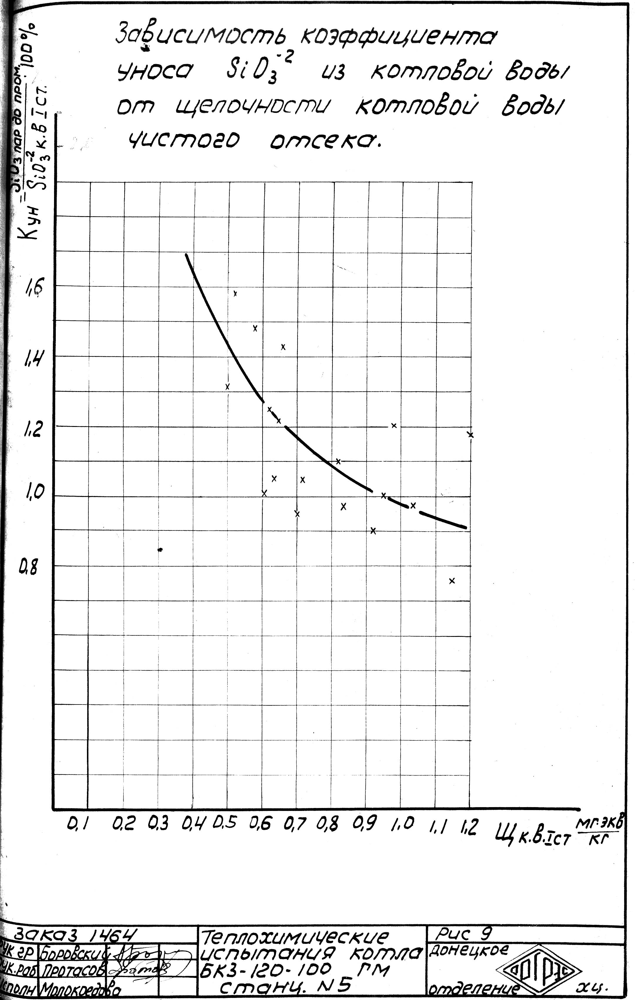 Зависимость коэффициента
уноса SiO₃⁻² из котловой воды
от щелочности котловой воды
чистого отсека.
Kун = SiO₃ пар до пром. / SiO₃⁻² к.в I ст. · 100%
1,6
1,4
1,2
1,0
0,8
0,1 0,2 0,3 0,4 0,5 0,6 0,7 0,8 0,9 1,0 1,1 1,2 Щ к.в. I ст мг.экв/кг
Заказ 1464
Рук гр Боровский
Рук. раб Протасов
Исполн Молокоедова
Теплохимические
испытания котла
БКЗ-120-100 ГМ
станц. N5
Рис 9
Донецкое
ОРГРЭС
отделение хц.